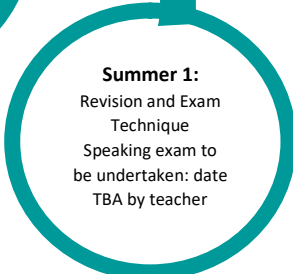 Summer 1:
Revision and Exam
Technique
Speaking exam to
be undertaken: date
TBA by teacher